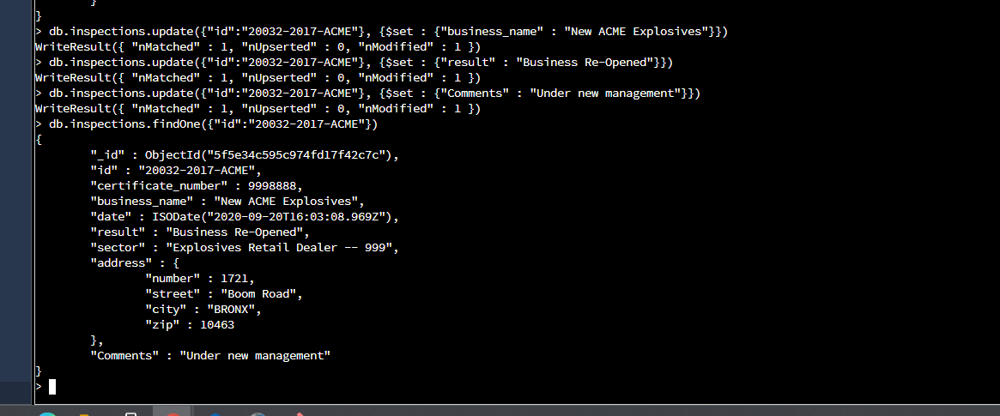 }
}
> db.inspections.update({"id":"20032-2017-ACME"}, {$set : {"business_name" : "New ACME Explosives"}})
WriteResult({ "nMatched" : 1, "nUpserted" : 0, "nModified" : 1 })
> db.inspections.update({"id":"20032-2017-ACME"}, {$set : {"result" : "Business Re-Opened"}})
WriteResult({ "nMatched" : 1, "nUpserted" : 0, "nModified" : 1 })
> db.inspections.update({"id":"20032-2017-ACME"}, {$set : {"Comments" : "Under new management"}})
WriteResult({ "nMatched" : 1, "nUpserted" : 0, "nModified" : 1 })
> db.inspections.findOne({"id":"20032-2017-ACME"})
{
"_id" : ObjectId("5f5e34c595c974fd17f42c7c"),
"id" : "20032-2017-ACME",
"certificate_number" : 9998888,
"business_name" : "New ACME Explosives",
"date" : ISODate("2020-09-20T16:03:08.969Z"),
"result" : "Business Re-Opened",
"sector" : "Explosives Retail Dealer -- 999",
"address" : {
"number" : 1721,
"street" : "Boom Road",
"city" : "BRONX",
"zip" : 10463
},
"Comments" : "Under new management"
}
>